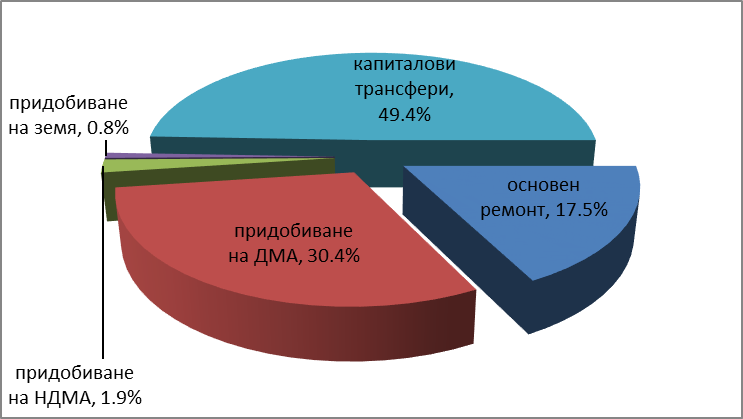 капиталови
трансфери,
49.4%
придобиване
на земя, 0.8%
основен
ремонт, 17.5%
придобиване
на ДМА, 30.4%
придобиване
на НДМА, 1.9%